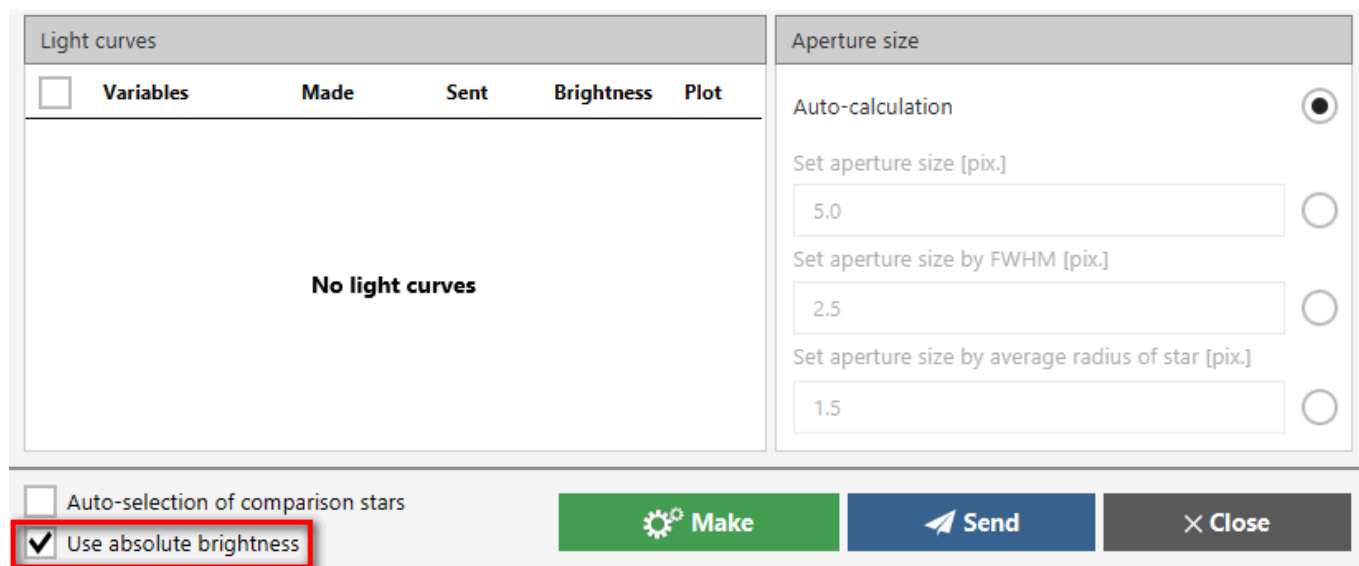 Light curves
Variables Made Sent Brightness Plot
No light curves
Aperture size
Auto-calculation
Set aperture size [pix.]
5.0
Set aperture size by FWHM [pix.]
2.5
Set aperture size by average radius of star [pix.]
1.5
Auto-selection of comparison stars
Use absolute brightness
Make
Send
Close